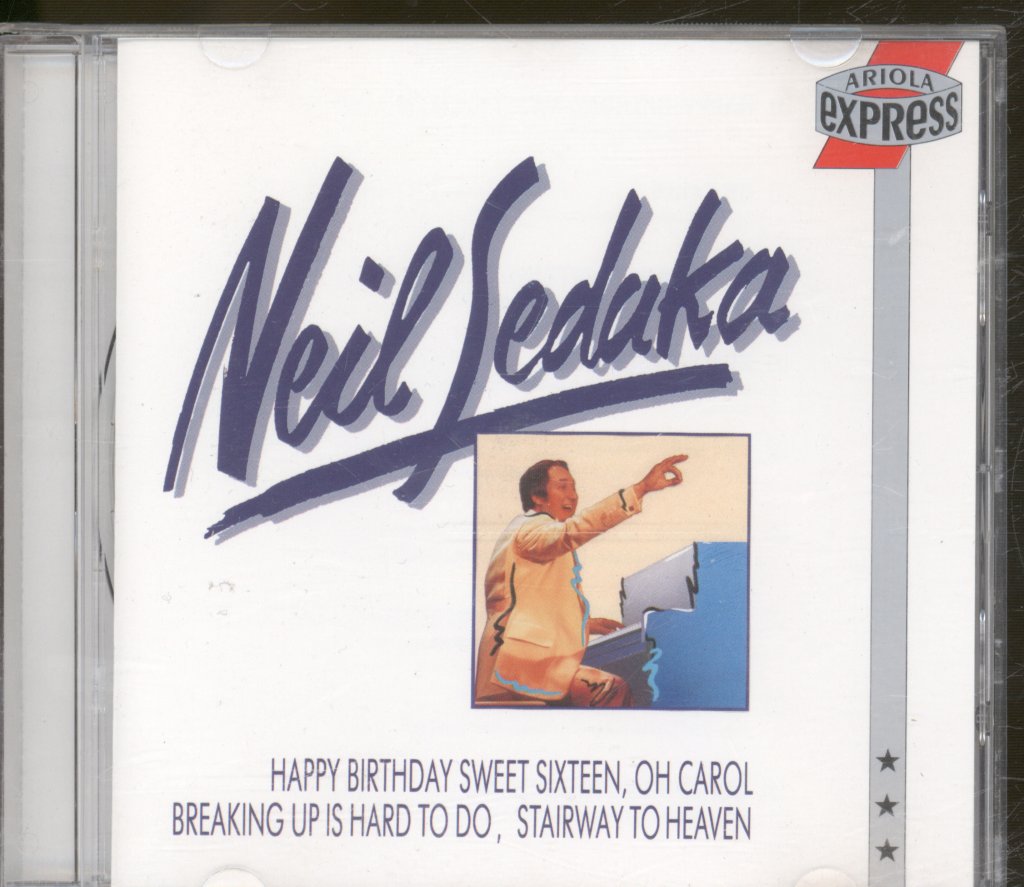 ARIOLA
EXPRESS
Neil Sedaka
HAPPY BIRTHDAY SWEET SIXTEEN, OH CAROL
BREAKING UP IS HARD TO DO, STAIRWAY TO HEAVEN